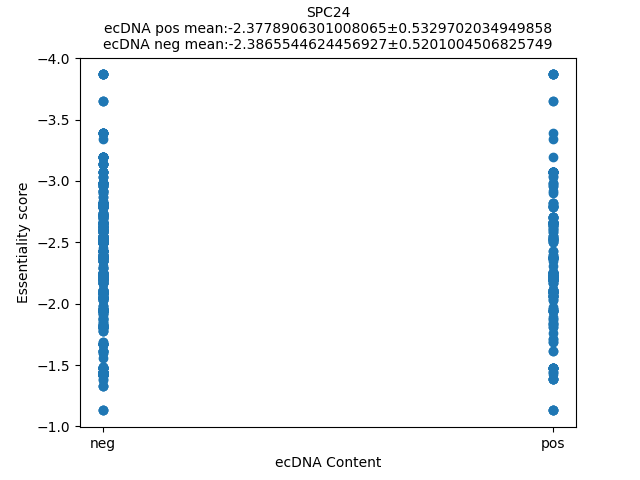 SPC24
ecDNA pos mean:-2.3778906301008065±0.5329702034949858
ecDNA neg mean:-2.3865544624456927±0.5201004506825749
−4.0
−3.5
−3.0
−2.5
−2.0
−1.5
−1.0
Essentiality score
neg
pos
ecDNA Content